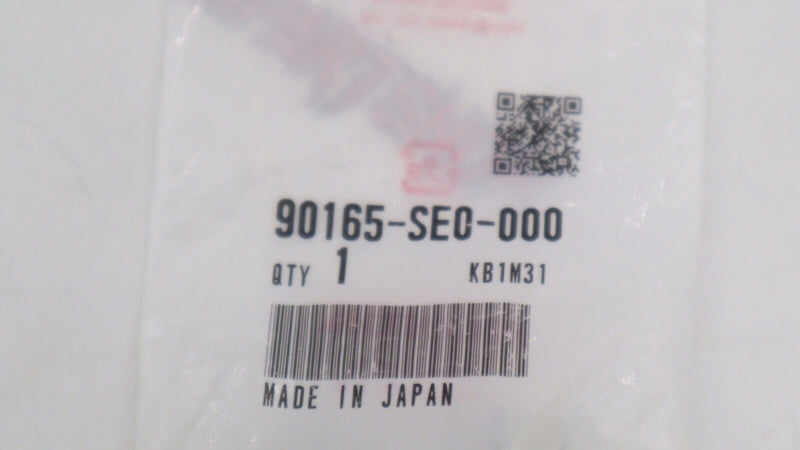 90165-SE0-000
QTY 1 KB1M31
MADE IN JAPAN